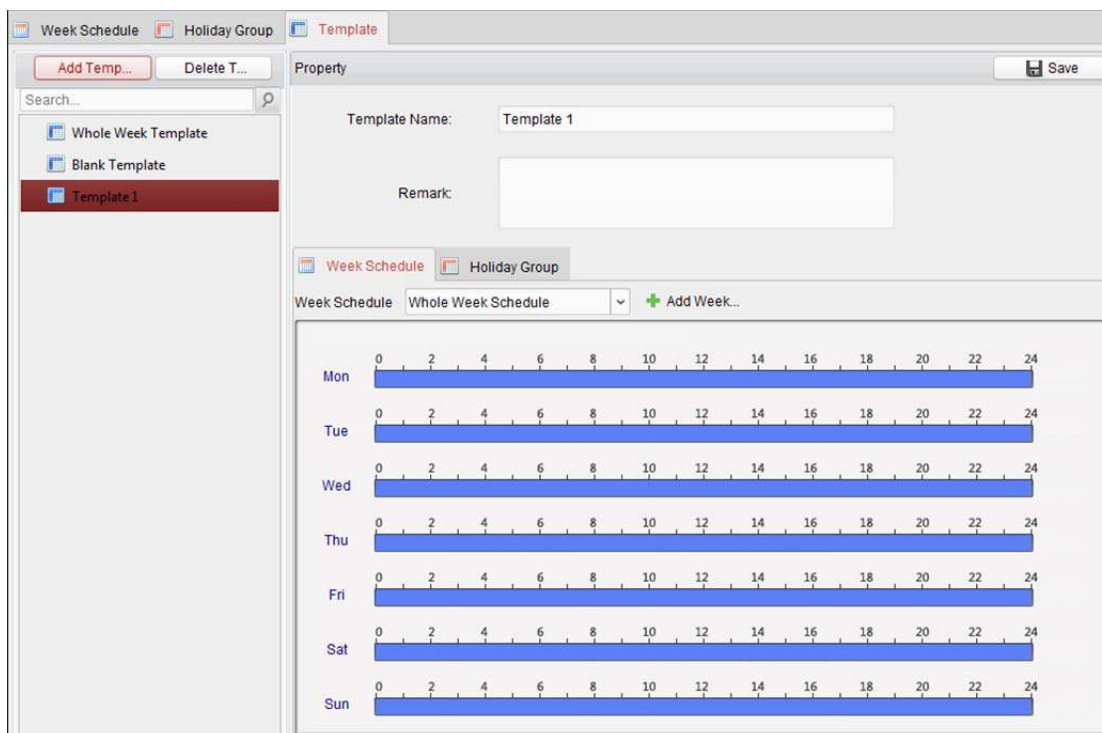 Week Schedule Holiday Group Template
Add Temp... Delete T... Property Save
Search...
Whole Week Template
Blank Template
Template 1
Template Name: Template 1
Remark:
Week Schedule Holiday Group
Week Schedule Whole Week Schedule Add Week...
0 2 4 6 8 10 12 14 16 18 20 22 24
Mon
0 2 4 6 8 10 12 14 16 18 20 22 24
Tue
0 2 4 6 8 10 12 14 16 18 20 22 24
Wed
0 2 4 6 8 10 12 14 16 18 20 22 24
Thu
0 2 4 6 8 10 12 14 16 18 20 22 24
Fri
0 2 4 6 8 10 12 14 16 18 20 22 24
Sat
0 2 4 6 8 10 12 14 16 18 20 22 24
Sun